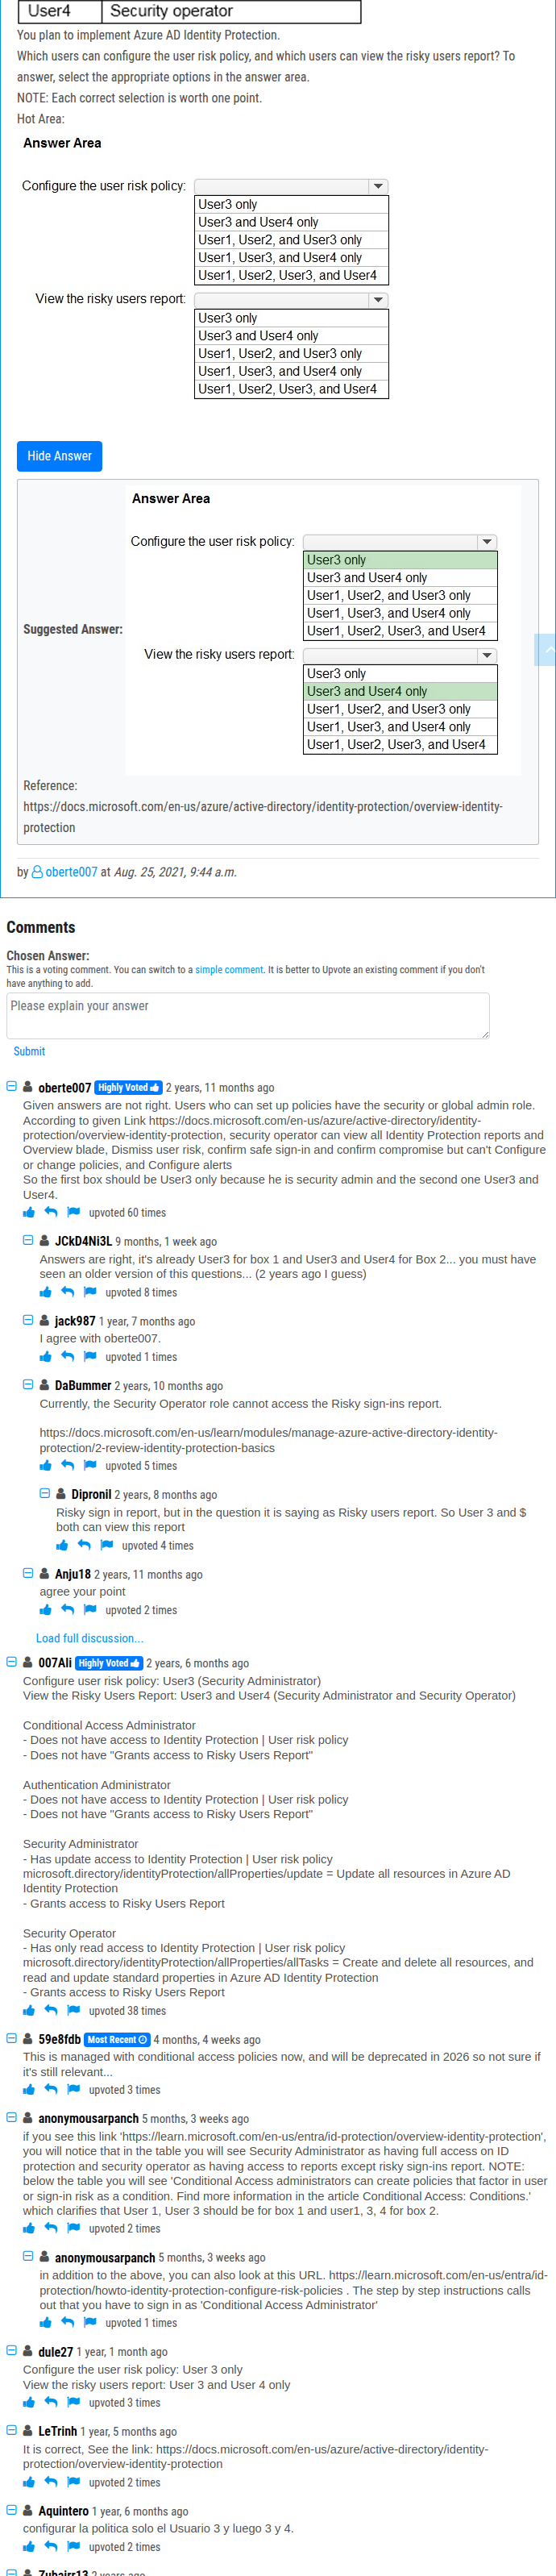 User4 Security operator
You plan to implement Azure AD Identity Protection.
Which users can configure the user risk policy, and which users can view the risky users report? To
answer, select the appropriate options in the answer area.
NOTE: Each correct selection is worth one point.
Hot Area:
Answer Area
Configure the user risk policy:
User3 only
User3 and User4 only
User1, User2, and User3 only
User1, User3, and User4 only
User1, User2, User3, and User4
View the risky users report:
User3 only
User3 and User4 only
User1, User2, and User3 only
User1, User3, and User4 only
User1, User2, User3, and User4
Hide Answer
Answer Area
Configure the user risk policy:
User3 only
User3 and User4 only
User1, User2, and User3 only
User1, User3, and User4 only
User1, User2, User3, and User4
Suggested Answer:
View the risky users report:
User3 only
User3 and User4 only
User1, User2, and User3 only
User1, User3, and User4 only
User1, User2, User3, and User4
Reference:
https://docs.microsoft.com/en-us/azure/active-directory/identity-protection/overview-identity-
protection
by oberte007 at Aug. 25, 2021, 9:44 a.m.
Comments
Chosen Answer:
This is a voting comment. You can switch to a simple comment. It is better to Upvote an existing comment if you don't
have anything to add.
Please explain your answer
Submit
oberte007 Highly Voted 2 years, 11 months ago
Given answers are not right. Users who can set up policies have the security or global admin role.
According to given Link https://docs.microsoft.com/en-us/azure/active-directory/identity-
protection/overview-identity-protection, security operator can view all Identity Protection reports and
Overview blade, Dismiss user risk, confirm safe sign-in and confirm compromise but can't Configure
or change policies, and Configure alerts
So the first box should be User3 only because he is security admin and the second one User3 and
User4.
upvoted 60 times
JCkD4Ni3L 9 months, 1 week ago
Answers are right, it's already User3 for box 1 and User3 and User4 for Box 2... you must have
seen an older version of this questions... (2 years ago I guess)
upvoted 8 times
jack987 1 year, 7 months ago
I agree with oberte007.
upvoted 1 times
DaBummer 2 years, 10 months ago
Currently, the Security Operator role cannot access the Risky sign-ins report.
https://docs.microsoft.com/en-us/learn/modules/manage-azure-active-directory-identity-
protection/2-review-identity-protection-basics
upvoted 5 times
Dipronil 2 years, 8 months ago
Risky sign in report, but in the question it is saying as Risky users report. So User 3 and $
both can view this report
upvoted 4 times
Anju18 2 years, 11 months ago
agree your point
upvoted 2 times
Load full discussion...
007Ali Highly Voted 2 years, 6 months ago
Configure user risk policy: User3 (Security Administrator)
View the Risky Users Report: User3 and User4 (Security Administrator and Security Operator)
Conditional Access Administrator
- Does not have access to Identity Protection | User risk policy
- Does not have "Grants access to Risky Users Report"
Authentication Administrator
- Does not have access to Identity Protection | User risk policy
- Does not have "Grants access to Risky Users Report"
Security Administrator
- Has update access to Identity Protection | User risk policy
microsoft.directory/identityProtection/allProperties/update = Update all resources in Azure AD
Identity Protection
- Grants access to Risky Users Report
Security Operator
- Has only read access to Identity Protection | User risk policy
microsoft.directory/identityProtection/allProperties/allTasks = Create and delete all resources, and
read and update standard properties in Azure AD Identity Protection
- Grants access to Risky Users Report
upvoted 38 times
59e8fdb Most Recent 4 months, 4 weeks ago
This is managed with conditional access policies now, and will be deprecated in 2026 so not sure if
it's still relevant...
upvoted 3 times
anonymousarpanch 5 months, 3 weeks ago
if you see this link 'https://learn.microsoft.com/en-us/entra/id-protection/overview-identity-protection',
you will notice that in the table you will see Security Administrator as having full access on ID
protection and security operator as having access to reports except risky sign-ins report. NOTE:
below the table you will see 'Conditional Access administrators can create policies that factor in user
or sign-in risk as a condition. Find more information in the article Conditional Access: Conditions.'
which clarifies that User 1, User 3 should be for box 1 and user1, 3, 4 for box 2.
upvoted 2 times
anonymousarpanch 5 months, 3 weeks ago
in addition to the above, you can also look at this URL. https://learn.microsoft.com/en-us/entra/id-
protection/howto-identity-protection-configure-risk-policies . The step by step instructions calls
out that you have to sign in as 'Conditional Access Administrator'
upvoted 1 times
dule27 1 year, 1 month ago
Configure the user risk policy: User 3 only
View the risky users report: User 3 and User 4 only
upvoted 3 times
LeTrinh 1 year, 5 months ago
It is correct, See the link: https://docs.microsoft.com/en-us/azure/active-directory/identity-
protection/overview-identity-protection
upvoted 2 times
Aquintero 1 year, 6 months ago
configurar la politica solo el Usuario 3 y luego 3 y 4.
upvoted 2 times